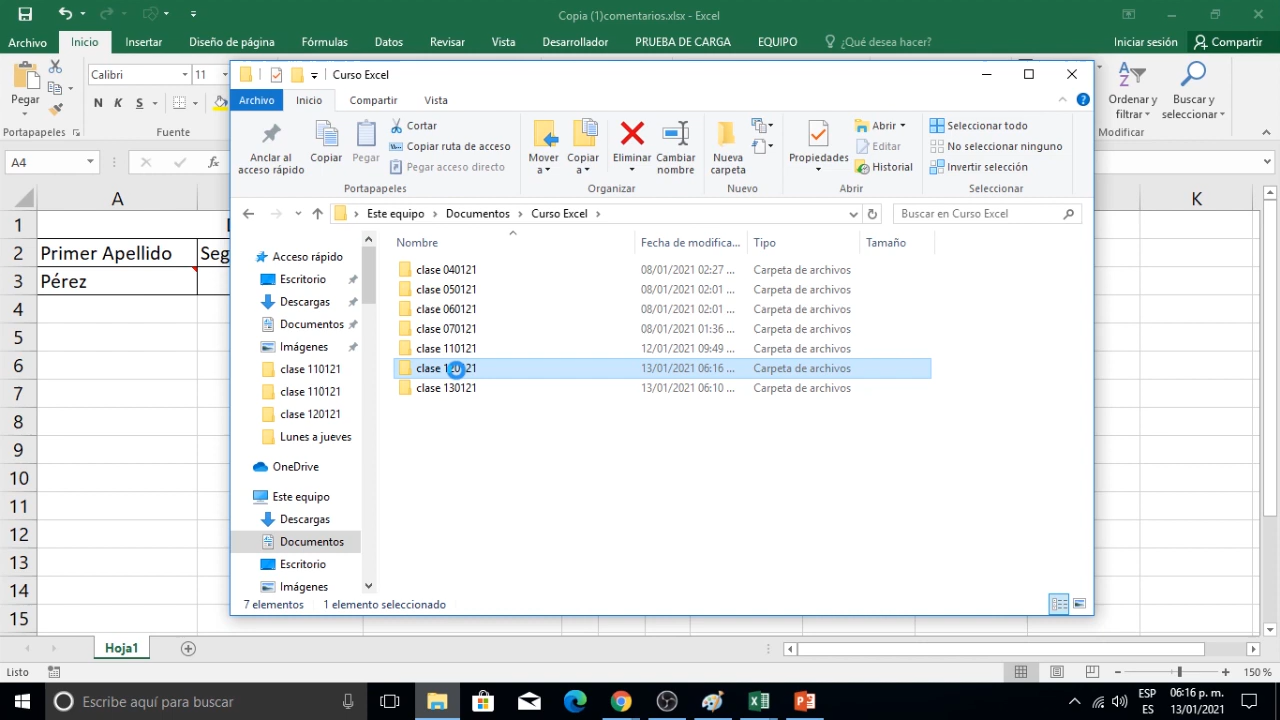 Copia (1)comentarios.xlsx - Excel
Archivo Inicio Insertar Diseño de página Fórmulas Datos Revisar Vista Desarrollador PRUEBA DE CARGA EQUIPO ¿Qué desea hacer? Iniciar sesión Compartir
Pegar
Calibri 11
N K S
Portapapeles
Fuente
Ordenar y filtrar
Buscar y seleccionar
Modificar
A4
fx
A K
1
2 Primer Apellido
3 Pérez
4
5
6
7
8
9
10
11
12
13
14
15
Curso Excel
Archivo Inicio Compartir Vista
Anclar al acceso rápido
Copiar
Pegar
Cortar
Copiar ruta de acceso
Pegar acceso directo
Portapapeles
Mover a
Copiar a
Eliminar
Cambiar nombre
Organizar
Nueva carpeta
Nuevo
Propiedades
Abrir
Editar
Historial
Abrir
Seleccionar todo
No seleccionar ninguno
Invertir selección
Seleccionar
Este equipo Documentos Curso Excel
Buscar en Curso Excel
Acceso rápido
Escritorio
Descargas
Documentos
Imágenes
clase 110121
clase 110121
clase 120121
Lunes a jueves
OneDrive
Este equipo
Descargas
Documentos
Escritorio
Imágenes
Nombre Fecha de modifica... Tipo Tamaño
clase 040121 08/01/2021 02:27 ... Carpeta de archivos
clase 050121 08/01/2021 02:01 ... Carpeta de archivos
clase 060121 08/01/2021 02:01 ... Carpeta de archivos
clase 070121 08/01/2021 01:36 ... Carpeta de archivos
clase 110121 12/01/2021 09:49 ... Carpeta de archivos
clase 120121 13/01/2021 06:16 ... Carpeta de archivos
clase 130121 13/01/2021 06:10 ... Carpeta de archivos
7 elementos 1 elemento seleccionado
Hoja1
Listo
150 %
Escribe aquí para buscar
ESP
ES
06:16 p. m.
13/01/2021